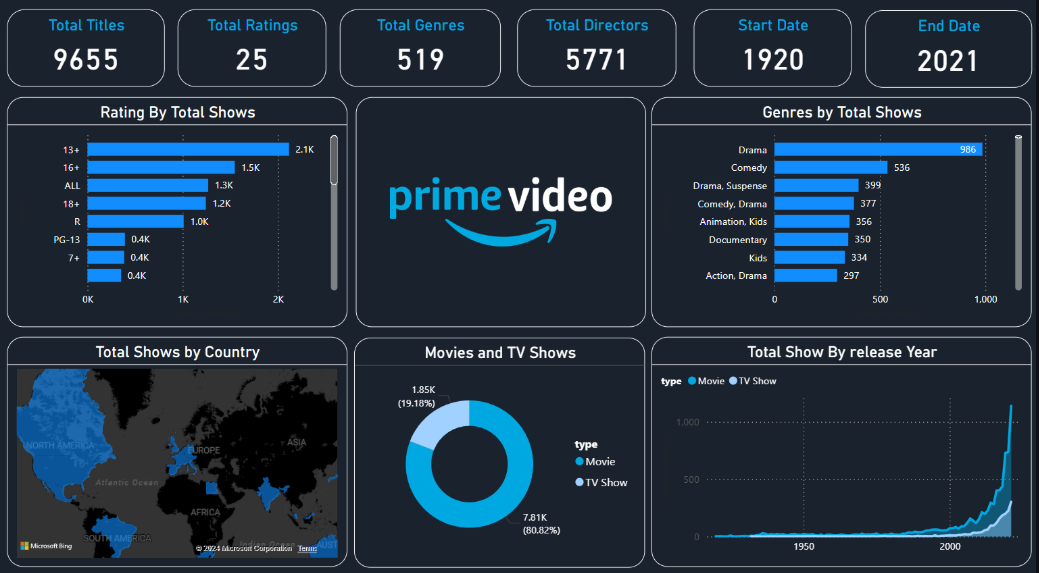 Total Titles
9655
Total Ratings
25
Total Genres
519
Total Directors
5771
Start Date
1920
End Date
2021
Rating By Total Shows
13+ 2.1K
16+ 1.5K
ALL 1.3K
18+ 1.2K
R 1.0K
PG-13 0.4K
7+ 0.4K
0.4K
0K 1K 2K
prime video
Genres by Total Shows
Drama 986
Comedy 536
Drama, Suspense 399
Comedy, Drama 377
Animation, Kids 356
Documentary 350
Kids 334
Action, Drama 297
0 500 1,000
Total Shows by Country
NORTH AMERICA
EUROPE
ASIA
Atlantic Ocean
AFRICA
SOUTH AMERICA
Indian Ocean
AUST
Microsoft Bing
© 2024 Microsoft Corporation Terms
Movies and TV Shows
1.85K
(19.18%)
type
Movie
TV Show
7.81K
(80.82%)
Total Show By release Year
type Movie TV Show
1,000
500
0
1950 2000